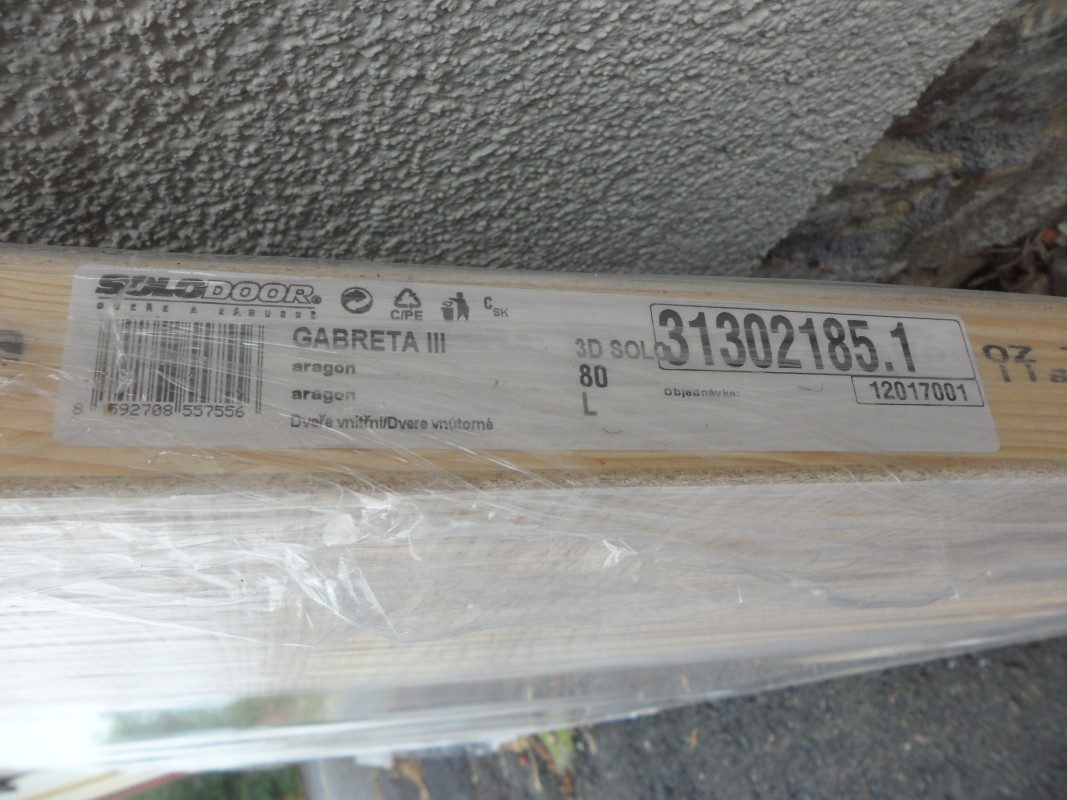 SOLODOOR®
DVEŘE A ZÁRUBNĚ
C/PE
C SK
GABRETA III
aragon
aragon
Dveře vnitřní/Dvere vnútorné
8 592708 557556
3D SOLO
80
L
31302185.1
objednávka:
12017001